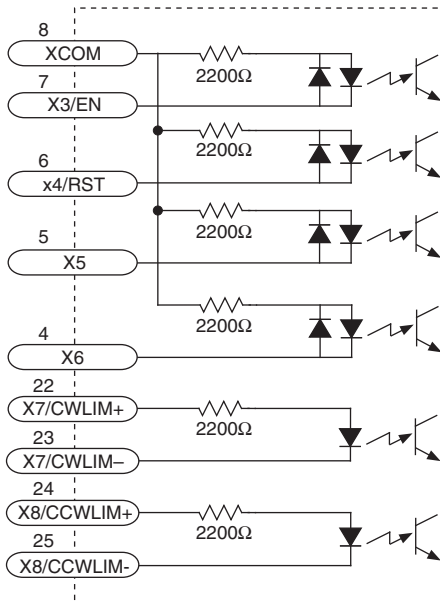 8
XCOM
2200Ω
7
X3/EN
2200Ω
6
x4/RST
2200Ω
5
X5
2200Ω
4
X6
22
X7/CWLIM+
2200Ω
23
X7/CWLIM–
24
X8/CCWLIM+
2200Ω
25
X8/CCWLIM-